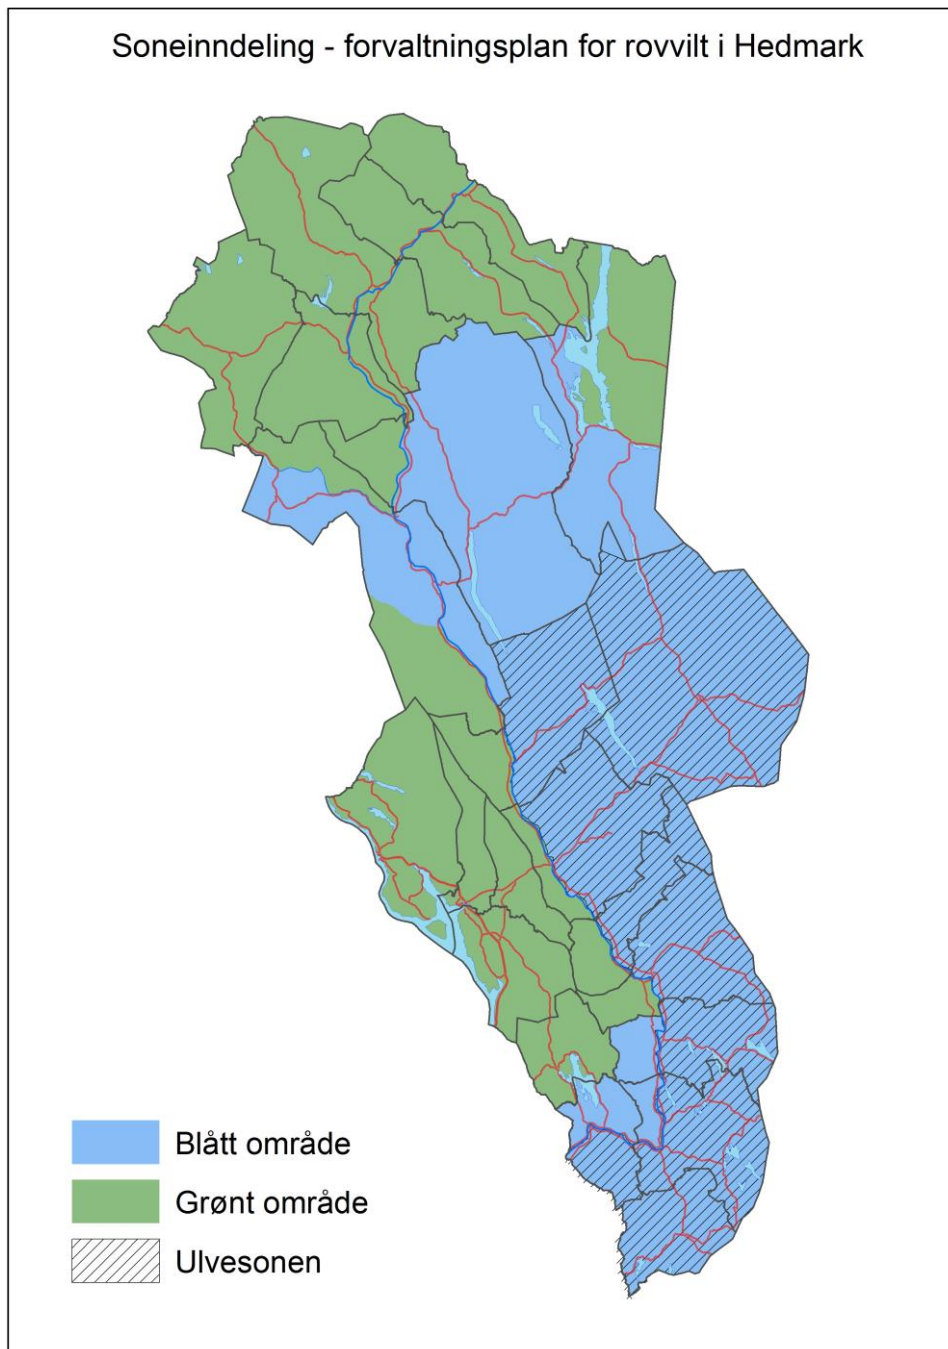 Soneinndeling - forvaltningsplan for rovvilt i Hedmark
Blått område
Grønt område
Ulvesonen